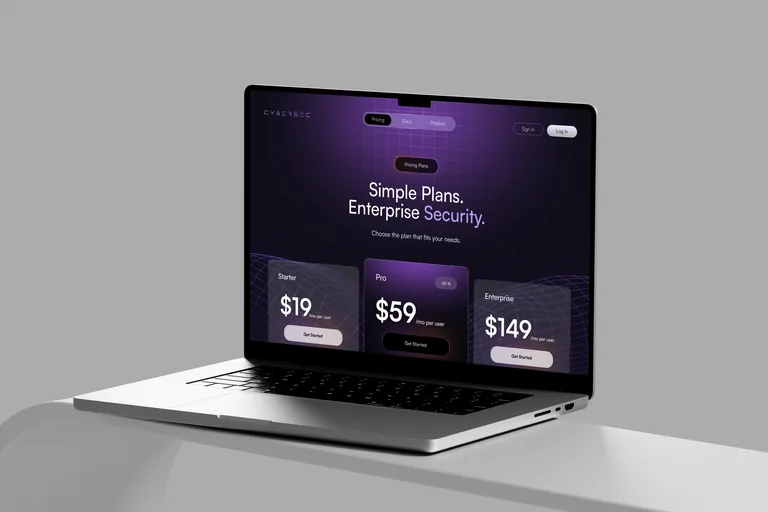 CYBERSEC
Pricing
Docs
Product
Sign In
Log In
Pricing Plans
Simple Plans.
Enterprise Security.
Choose the plan that fits your needs.
Starter
$19 /mo per user
Get Started
Pro
$59 /mo per user
Get Started
Enterprise
$149 /mo per user
Get Started